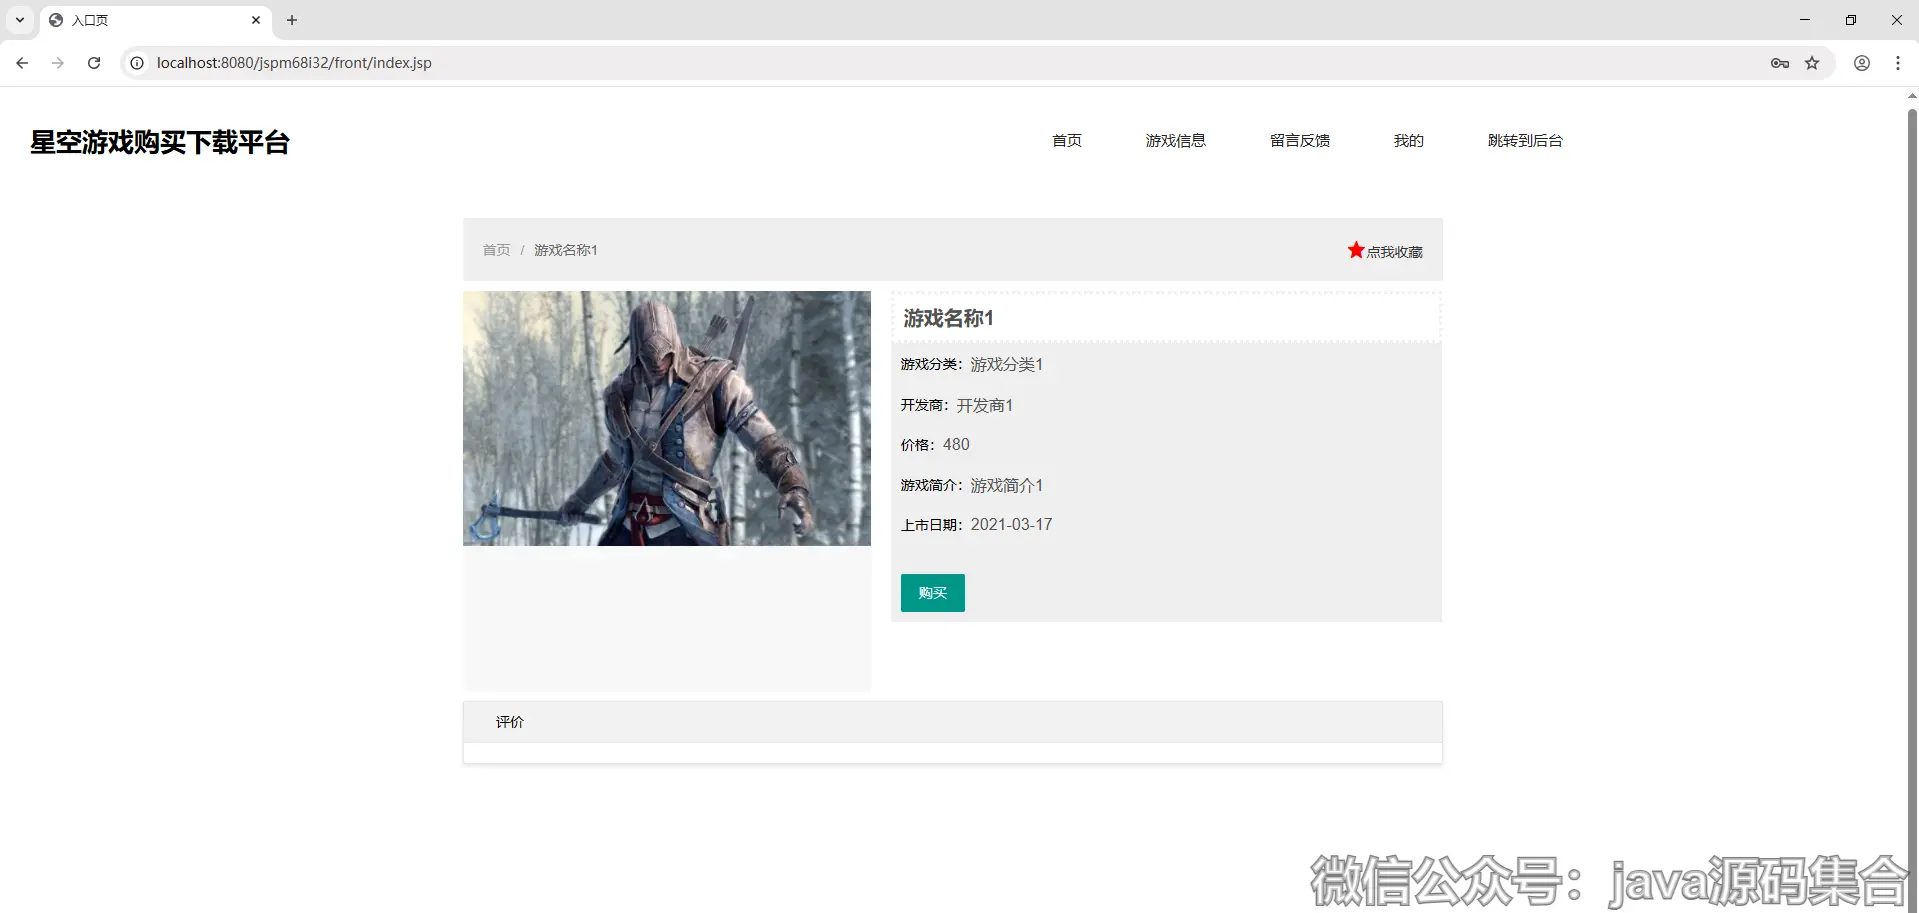 入口页
localhost:8080/jspm68i32/front/index.jsp
星空游戏购买下载平台
首页 游戏信息 留言反馈 我的 跳转到后台
首页 / 游戏名称1 点我收藏
游戏名称1
游戏分类：游戏分类1
开发商：开发商1
价格：480
游戏简介：游戏简介1
上市日期：2021-03-17
购买
评价
微信公众号：java源码集合